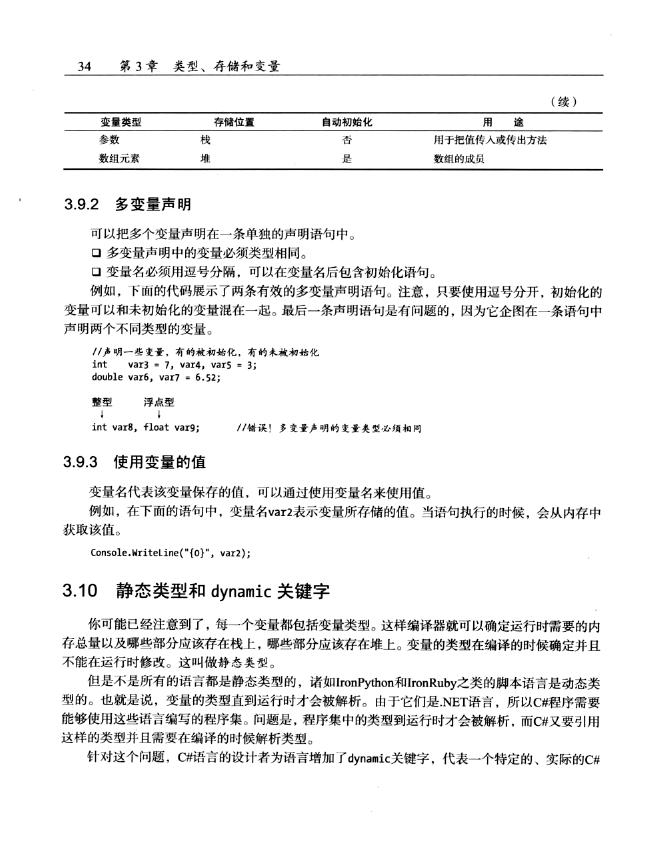 34 第3章 类型、存储和变量
（续）
变量类型 存储位置 自动初始化 用 途
参数 栈 否 用于把值传入或传出方法
数组元素 堆 是 数组的成员
3.9.2 多变量声明
可以把多个变量声明在一条单独的声明语句中。
❑ 多变量声明中的变量必须类型相同。
❑ 变量名必须用逗号分隔，可以在变量名后包含初始化语句。
例如，下面的代码展示了两条有效的多变量声明语句。注意，只要使用逗号分开，初始化的
变量可以和未初始化的变量混在一起。最后一条声明语句是有问题的，因为它企图在一条语句中
声明两个不同类型的变量。
//声明一些变量，有的被初始化，有的未被初始化
int var3 = 7, var4, var5 = 3;
double var6, var7 = 6.52;
整型 浮点型
↓ ↓
int var8, float var9; //错误！多变量声明的变量类型必须相同
3.9.3 使用变量的值
变量名代表该变量保存的值，可以通过使用变量名来使用值。
例如，在下面的语句中，变量名var2表示变量所存储的值。当语句执行的时候，会从内存中
获取该值。
Console.WriteLine("{0}", var2);
3.10 静态类型和 dynamic 关键字
你可能已经注意到了，每一个变量都包括变量类型。这样编译器就可以确定运行时需要的内
存总量以及哪些部分应该存在栈上，哪些部分应该存在堆上。变量的类型在编译的时候确定并且
不能在运行时修改。这叫做静态类型。
但是不是所有的语言都是静态类型的，诸如IronPython和IronRuby之类的脚本语言是动态类
型的。也就是说，变量的类型直到运行时才会被解析。由于它们是.NET语言，所以C#程序需要
能够使用这些语言编写的程序集。问题是，程序集中的类型到运行时才会被解析，而C#又要引用
这样的类型并且需要在编译的时候解析类型。
针对这个问题，C#语言的设计者为语言增加了dynamic关键字，代表一个特定的、实际的C#